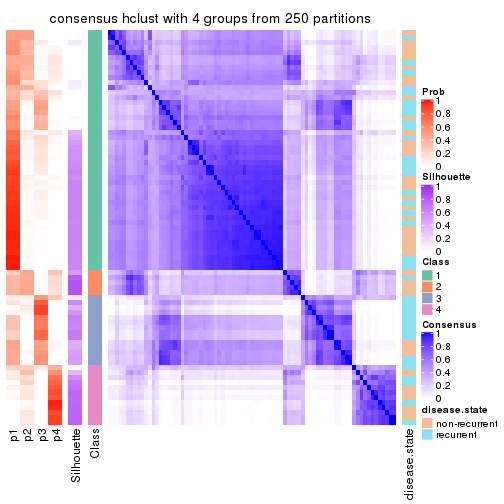 consensus hclust with 4 groups from 250 partitions
Prob
1
0.8
0.6
0.4
0.2
0
Silhouette
1
0.8
0.6
0.4
0.2
0
Class
1
2
3
4
Consensus
1
0.8
0.6
0.4
0.2
0
disease.state
non-recurrent
recurrent
p1
p2
p3
p4
Silhouette
Class
disease.state